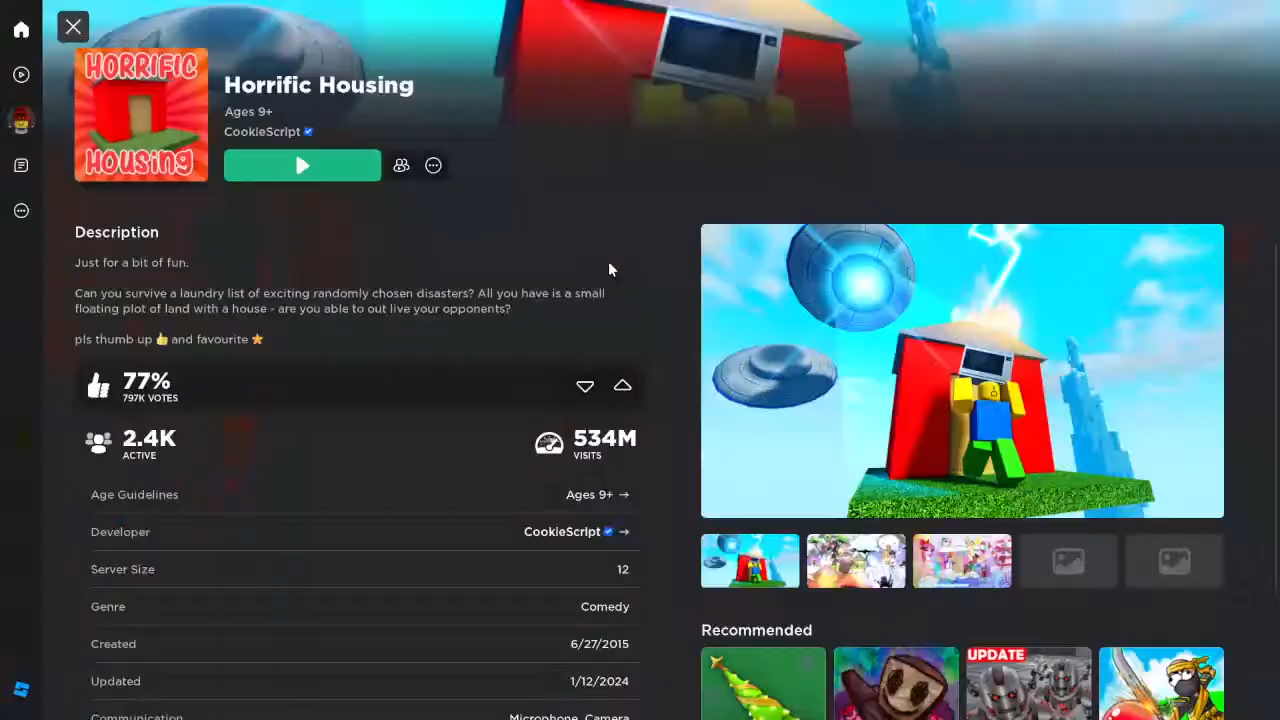 HORRIFIC
HOUSING
Horrific Housing
Ages 9+
CookieScript
Description
Just for a bit of fun.
Can you survive a laundry list of exciting randomly chosen disasters? All you have is a small
floating plot of land with a house - are you able to out live your opponents?
pls thumb up 👍 and favourite ⭐
77%
797K VOTES
2.4K
ACTIVE
534M
VISITS
Age Guidelines
Ages 9+ →
Developer
CookieScript →
Server Size
12
Genre
Comedy
Created
6/27/2015
Updated
1/12/2024
Communication
Microphone, Camera
Recommended
UPDATE